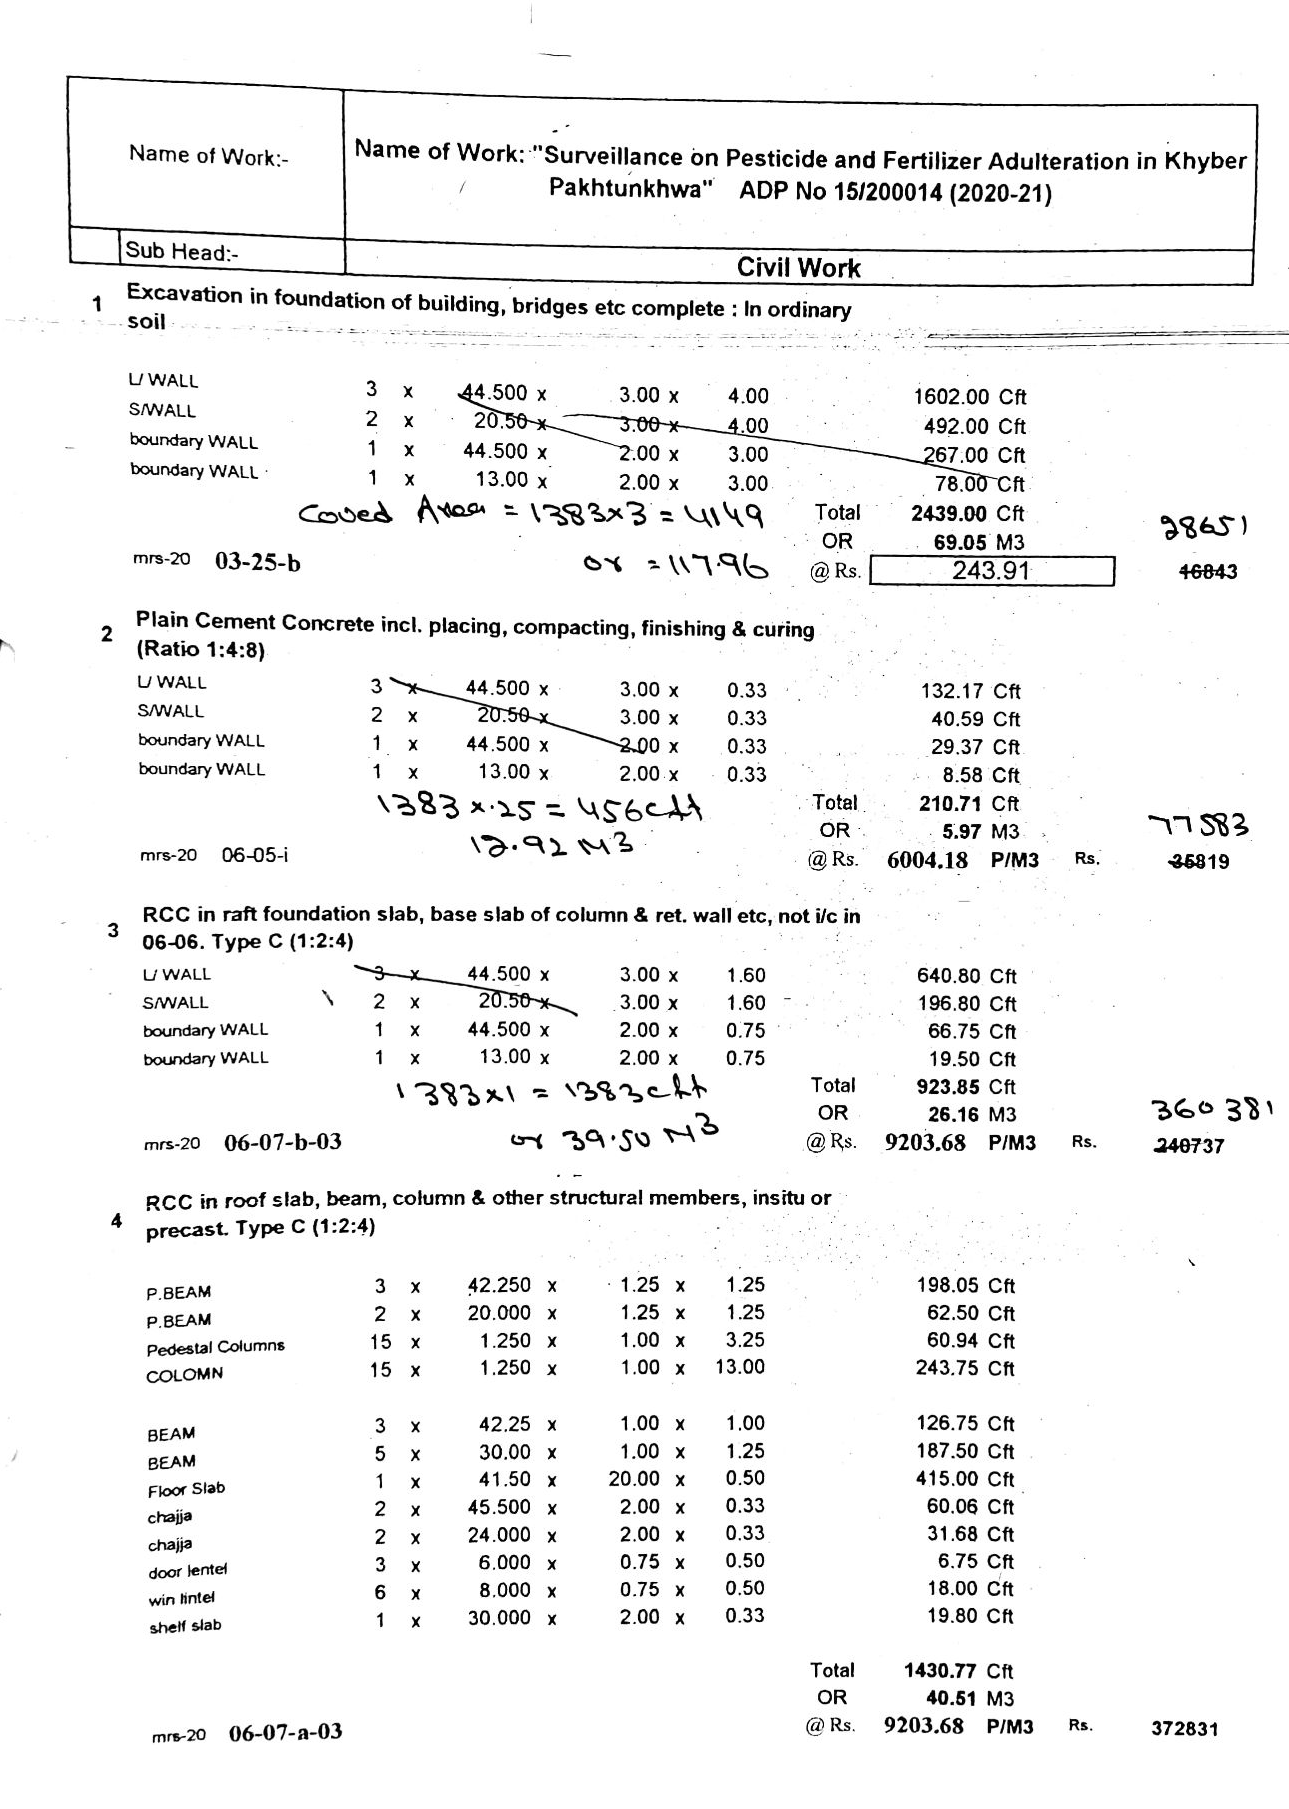 Name of Work:- Name of Work: "Surveillance on Pesticide and Fertilizer Adulteration in Khyber
Pakhtunkhwa" ADP No 15/200014 (2020-21)
Sub Head:- Civil Work
1 Excavation in foundation of building, bridges etc complete : In ordinary
soil
L/ WALL 3 x 44.500 x 3.00 x 4.00 1602.00 Cft
S/WALL 2 x 20.50 x 3.00 x 4.00 492.00 Cft
boundary WALL 1 x 44.500 x 2.00 x 3.00 267.00 Cft
boundary WALL 1 x 13.00 x 2.00 x 3.00 78.00 Cft
Coved Area = 1383x3 = 4149 Total 2439.00 Cft 28651
OR 69.05 M3
mrs-20 03-25-b or = 117.96 @ Rs. 243.91 16843
2 Plain Cement Concrete incl. placing, compacting, finishing & curing
(Ratio 1:4:8)
L/ WALL 3 x 44.500 x 3.00 x 0.33 132.17 Cft
S/WALL 2 x 20.50 x 3.00 x 0.33 40.59 Cft
boundary WALL 1 x 44.500 x 2.00 x 0.33 29.37 Cft
boundary WALL 1 x 13.00 x 2.00 x 0.33 8.58 Cft
1383 x .25 = 456cft Total 210.71 Cft
12.92 M3 OR 5.97 M3 77583
mrs-20 06-05-i @ Rs. 6004.18 P/M3 Rs. 35819
3 RCC in raft foundation slab, base slab of column & ret. wall etc, not i/c in
06-06. Type C (1:2:4)
L/ WALL 3 x 44.500 x 3.00 x 1.60 640.80 Cft
S/WALL 2 x 20.50 x 3.00 x 1.60 196.80 Cft
boundary WALL 1 x 44.500 x 2.00 x 0.75 66.75 Cft
boundary WALL 1 x 13.00 x 2.00 x 0.75 19.50 Cft
1383x1 = 1383cft Total 923.85 Cft
or 39.50 M3 OR 26.16 M3 360381
mrs-20 06-07-b-03 @ Rs. 9203.68 P/M3 Rs. 240737
4 RCC in roof slab, beam, column & other structural members, insitu or
precast. Type C (1:2:4)
P.BEAM 3 x 42.250 x 1.25 x 1.25 198.05 Cft
P.BEAM 2 x 20.000 x 1.25 x 1.25 62.50 Cft
Pedestal Columns 15 x 1.250 x 1.00 x 3.25 60.94 Cft
COLOMN 15 x 1.250 x 1.00 x 13.00 243.75 Cft
BEAM 3 x 42.25 x 1.00 x 1.00 126.75 Cft
BEAM 5 x 30.00 x 1.00 x 1.25 187.50 Cft
Floor Slab 1 x 41.50 x 20.00 x 0.50 415.00 Cft
chajja 2 x 45.500 x 2.00 x 0.33 60.06 Cft
chajja 2 x 24.000 x 2.00 x 0.33 31.68 Cft
door lentel 3 x 6.000 x 0.75 x 0.50 6.75 Cft
win lintel 6 x 8.000 x 0.75 x 0.50 18.00 Cft
shelf slab 1 x 30.000 x 2.00 x 0.33 19.80 Cft
Total 1430.77 Cft
OR 40.51 M3
mrs-20 06-07-a-03 @ Rs. 9203.68 P/M3 Rs. 372831